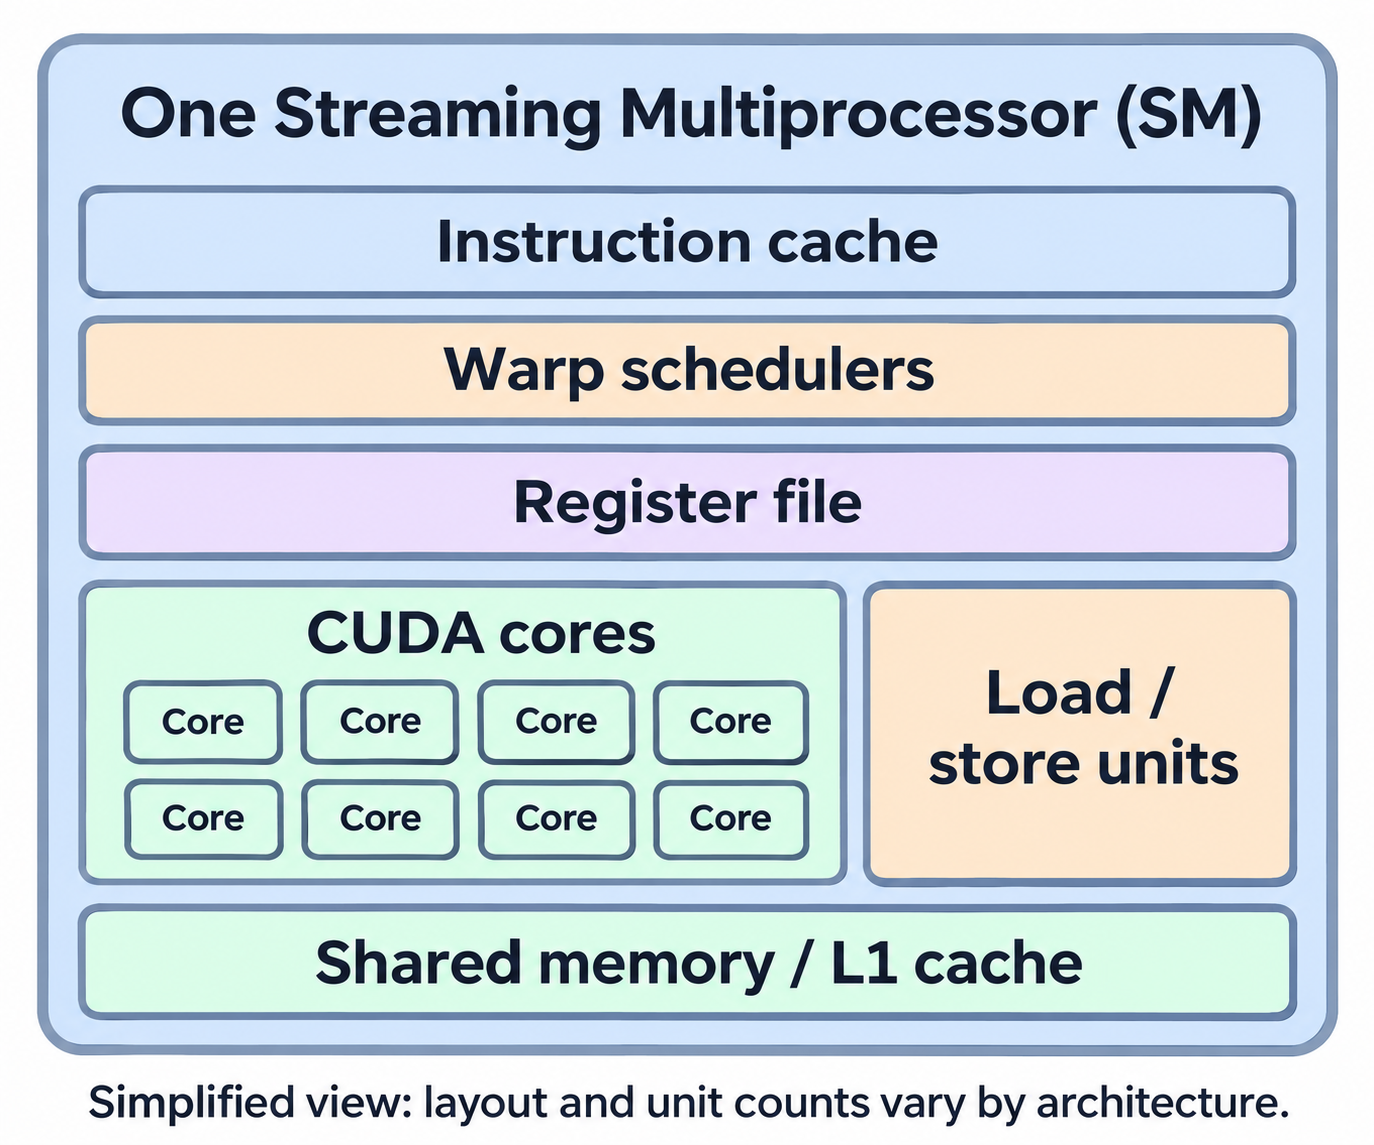 One Streaming Multiprocessor (SM)
Instruction cache
Warp schedulers
Register file
CUDA cores
Core Core Core Core
Core Core Core Core
Load /
store units
Shared memory / L1 cache
Simplified view: layout and unit counts vary by architecture.